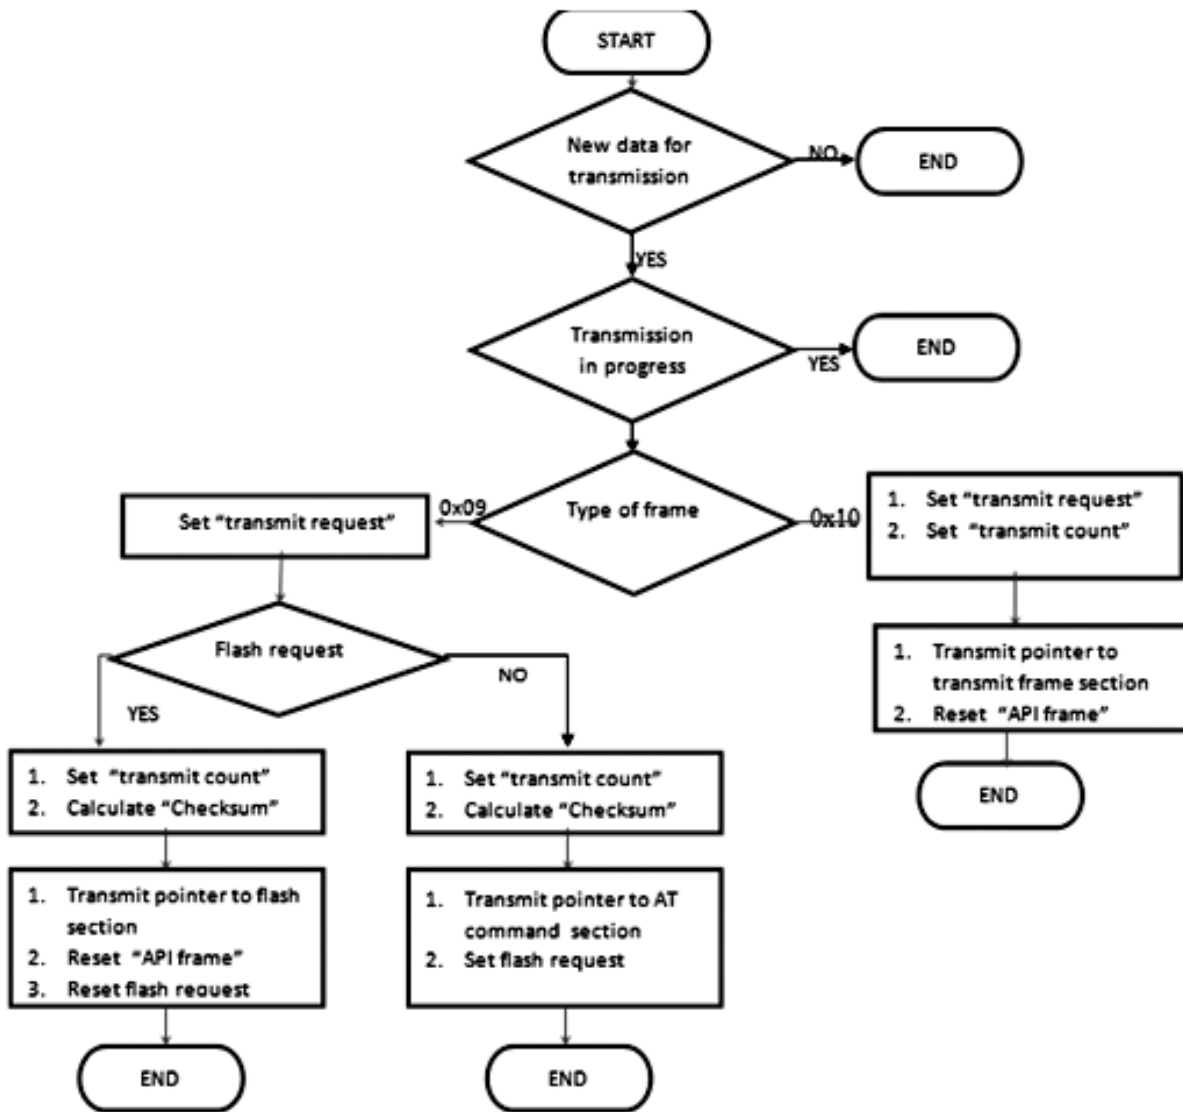 START
New data for
transmission
NO
END
YES
Transmission
in progress
YES
END
Type of frame
0x09
0x10
Set “transmit request”
1. Set “transmit request”
2. Set “transmit count”
Flash request
YES
NO
1. Transmit pointer to
transmit frame section
2. Reset “API frame”
END
1. Set “transmit count”
2. Calculate “Checksum”
1. Set “transmit count”
2. Calculate “Checksum”
1. Transmit pointer to flash
section
2. Reset “API frame”
3. Reset flash request
1. Transmit pointer to AT
command section
2. Set flash request
END
END